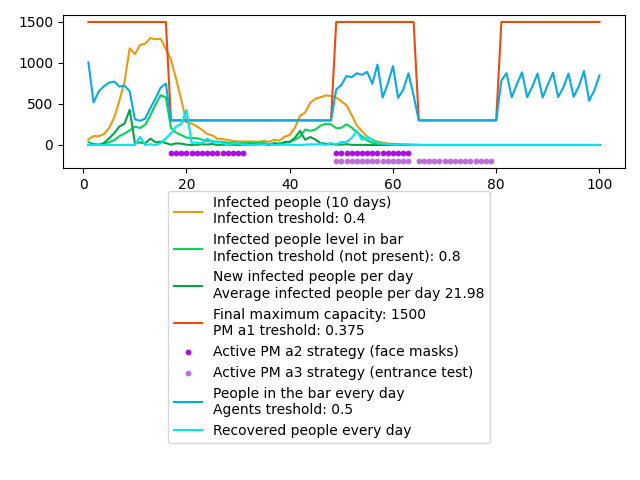 1500
1000
500
0
0 20 40 60 80 100
Infected people (10 days)
Infection treshold: 0.4
Infected people level in bar
Infection treshold (not present): 0.8
New infected people per day
Average infected people per day 21.98
Final maximum capacity: 1500
PM a1 treshold: 0.375
Active PM a2 strategy (face masks)
Active PM a3 strategy (entrance test)
People in the bar every day
Agents treshold: 0.5
Recovered people every day